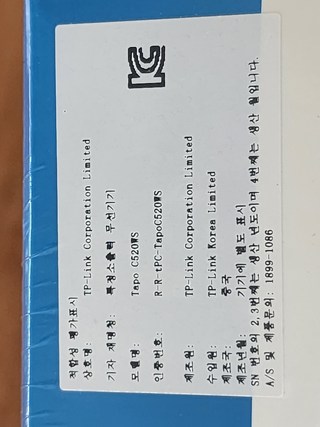 적합성 평가표시
상호명: TP-Link Corporation Limited
기자재명칭: 특정소출력 무선기기
모델명: Tapo C520WS
인증번호: R-R-tPC-TapoC520WS
제조원: TP-Link Corporation Limited
수입원: TP-Link Korea Limited
제조국: 중국
제조년월: 기기에 별도 표시
SN 번호의 2,3번째는 생산 년도이며 4번째는 생산 월입니다.
A/S 및 제품문의: 1899-1086